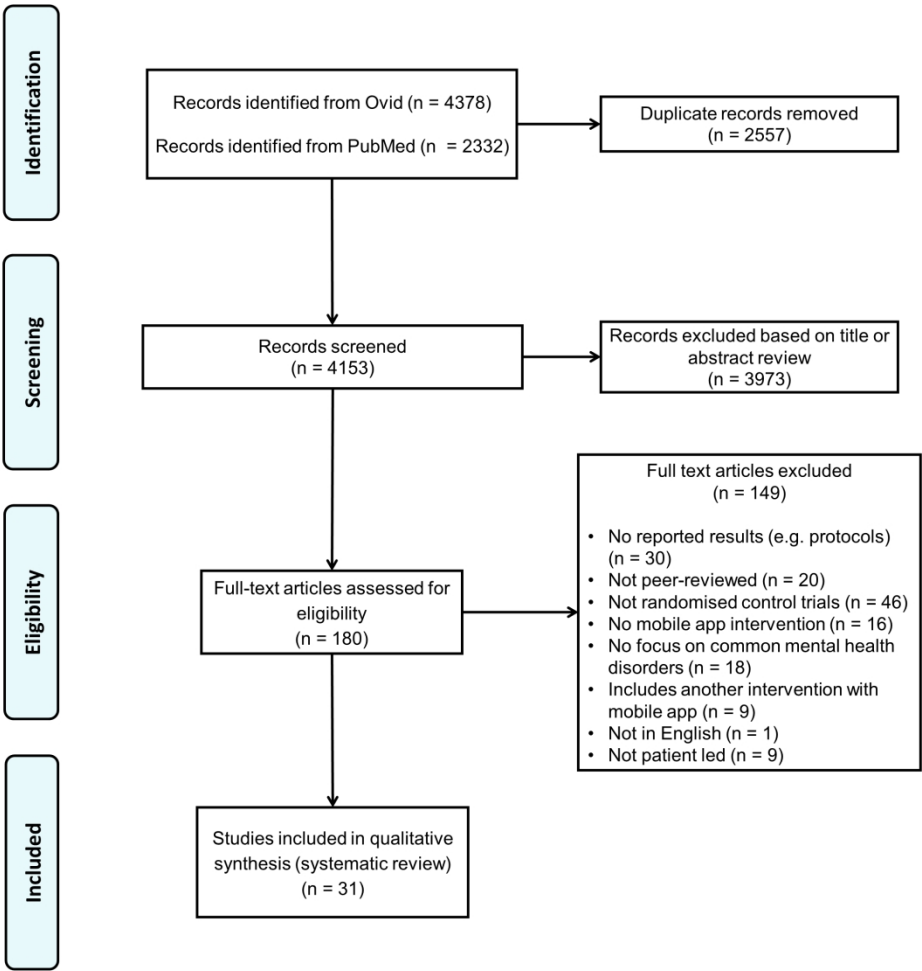 Identification
Records identified from Ovid (n = 4378)
Records identified from PubMed (n = 2332)
Duplicate records removed
(n = 2557)
Screening
Records screened
(n = 4153)
Records excluded based on title or
abstract review
(n = 3973)
Eligibility
Full-text articles assessed for
eligibility
(n = 180)
Full text articles excluded
(n = 149)
• No reported results (e.g. protocols)
(n = 30)
• Not peer-reviewed (n = 20)
• Not randomised control trials (n = 46)
• No mobile app intervention (n = 16)
• No focus on common mental health
disorders (n = 18)
• Includes another intervention with
mobile app (n = 9)
• Not in English (n = 1)
• Not patient led (n = 9)
Included
Studies included in qualitative
synthesis (systematic review)
(n = 31)